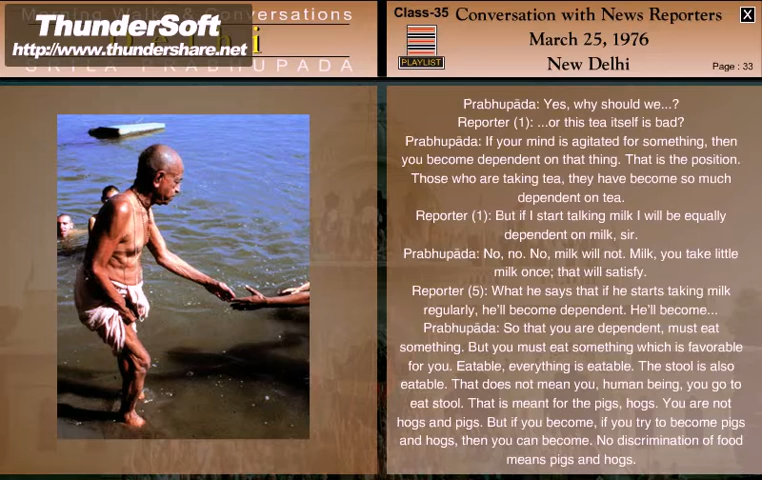 Morning Walks & Conversations
ThunderSoft
http://www.thundershare.net
SRILA PRABHUPADA
Class-35
PLAYLIST
Conversation with News Reporters
March 25, 1976
New Delhi
X
Page : 33
Prabhupāda: Yes, why should we...?
Reporter (1): ...or this tea itself is bad?
Prabhupāda: If your mind is agitated for something, then
you become dependent on that thing. That is the position.
Those who are taking tea, they have become so much
dependent on tea.
Reporter (1): But if I start talking milk I will be equally
dependent on milk, sir.
Prabhupāda: No, no. No, milk will not. Milk, you take little
milk once; that will satisfy.
Reporter (5): What he says that if he starts taking milk
regularly, he'll become dependent. He'll become...
Prabhupāda: So that you are dependent, must eat
something. But you must eat something which is favorable
for you. Eatable, everything is eatable. The stool is also
eatable. That does not mean you, human being, you go to
eat stool. That is meant for the pigs, hogs. You are not
hogs and pigs. But if you become, if you try to become pigs
and hogs, then you can become. No discrimination of food
means pigs and hogs.